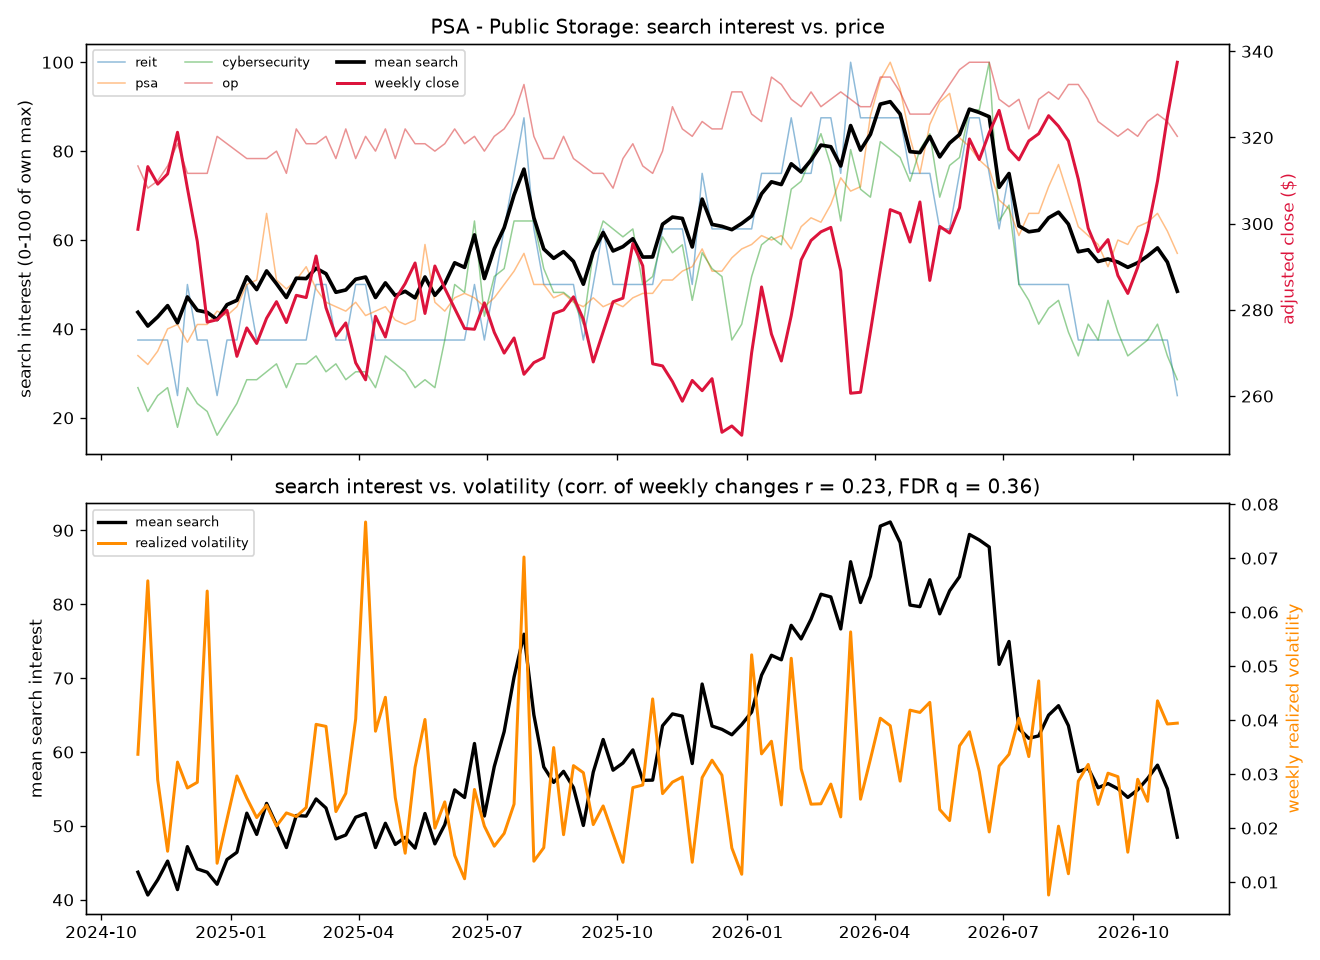 PSA - Public Storage: search interest vs. price
reit
psa
cybersecurity
op
mean search
weekly close
100
80
60
40
20
search interest (0-100 of own max)
340
320
300
280
260
adjusted close ($)
search interest vs. volatility (corr. of weekly changes r = 0.23, FDR q = 0.36)
mean search
realized volatility
90
80
70
60
50
40
mean search interest
0.08
0.07
0.06
0.05
0.04
0.03
0.02
0.01
weekly realized volatility
2024-10
2025-01
2025-04
2025-07
2025-10
2026-01
2026-04
2026-07
2026-10